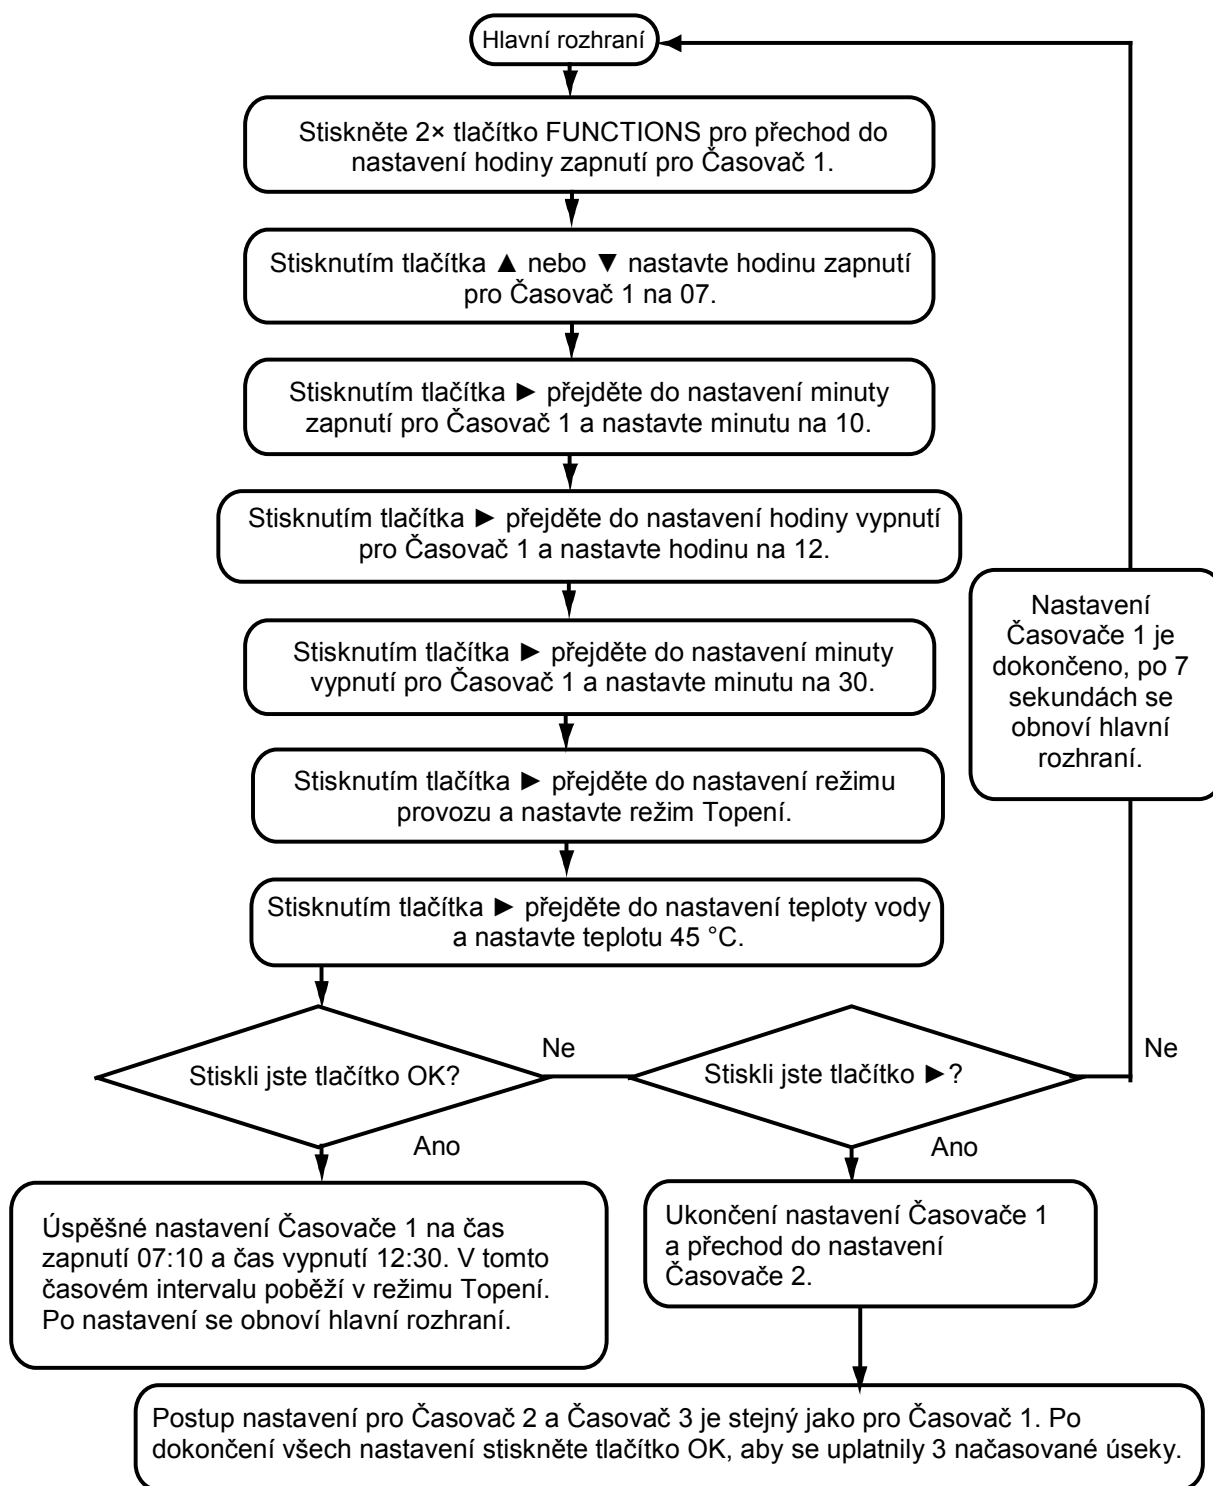 Hlavní rozhraní
Stiskněte 2× tlačítko FUNCTIONS pro přechod do
nastavení hodiny zapnutí pro Časovač 1.
Stisknutím tlačítka ▲ nebo ▼ nastavte hodinu zapnutí
pro Časovač 1 na 07.
Stisknutím tlačítka ► přejděte do nastavení minuty
zapnutí pro Časovač 1 a nastavte minutu na 10.
Stisknutím tlačítka ► přejděte do nastavení hodiny vypnutí
pro Časovač 1 a nastavte hodinu na 12.
Stisknutím tlačítka ► přejděte do nastavení minuty
vypnutí pro Časovač 1 a nastavte minutu na 30.
Nastavení
Časovače 1 je
dokončeno, po 7
sekundách se
obnoví hlavní
rozhraní.
Stisknutím tlačítka ► přejděte do nastavení režimu
provozu a nastavte režim Topení.
Stisknutím tlačítka ► přejděte do nastavení teploty vody
a nastavte teplotu 45 °C.
Stiskli jste tlačítko OK?
Ne
Stiskli jste tlačítko ►?
Ne
Ano
Ano
Úspěšné nastavení Časovače 1 na čas
zapnutí 07:10 a čas vypnutí 12:30. V tomto
časovém intervalu poběží v režimu Topení.
Po nastavení se obnoví hlavní rozhraní.
Ukončení nastavení Časovače 1
a přechod do nastavení
Časovače 2.
Postup nastavení pro Časovač 2 a Časovač 3 je stejný jako pro Časovač 1. Po
dokončení všech nastavení stiskněte tlačítko OK, aby se uplatnily 3 načasované úseky.